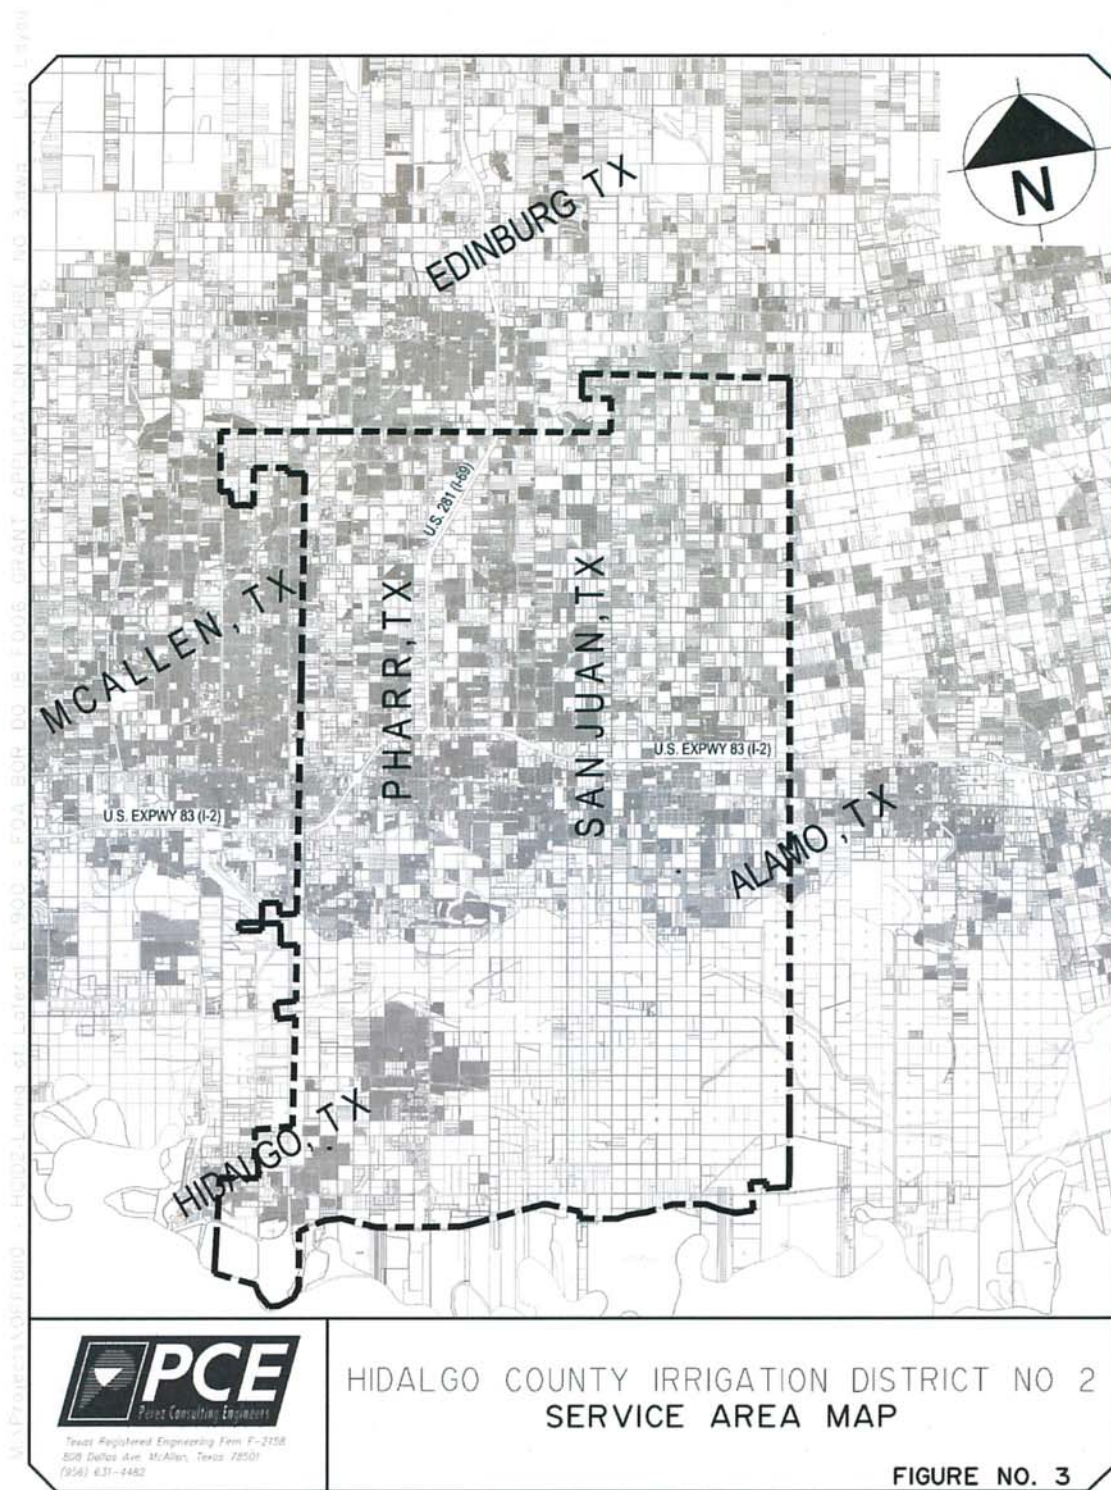 N
EDINBURG TX
U.S. 281 (I-69)
MCALLEN, TX
PHARR, TX
SAN JUAN, TX
U.S. EXPWY 83 (I-2)
U.S. EXPWY 83 (I-2)
ALAMO, TX
HIDALGO, TX
PCE
Perez Consulting Engineers
Texas Registered Engineering Firm F-2158
808 Dallas Ave. McAllen, Texas 78501
(956) 631-4482
HIDALGO COUNTY IRRIGATION DISTRICT NO 2
SERVICE AREA MAP
FIGURE NO. 3